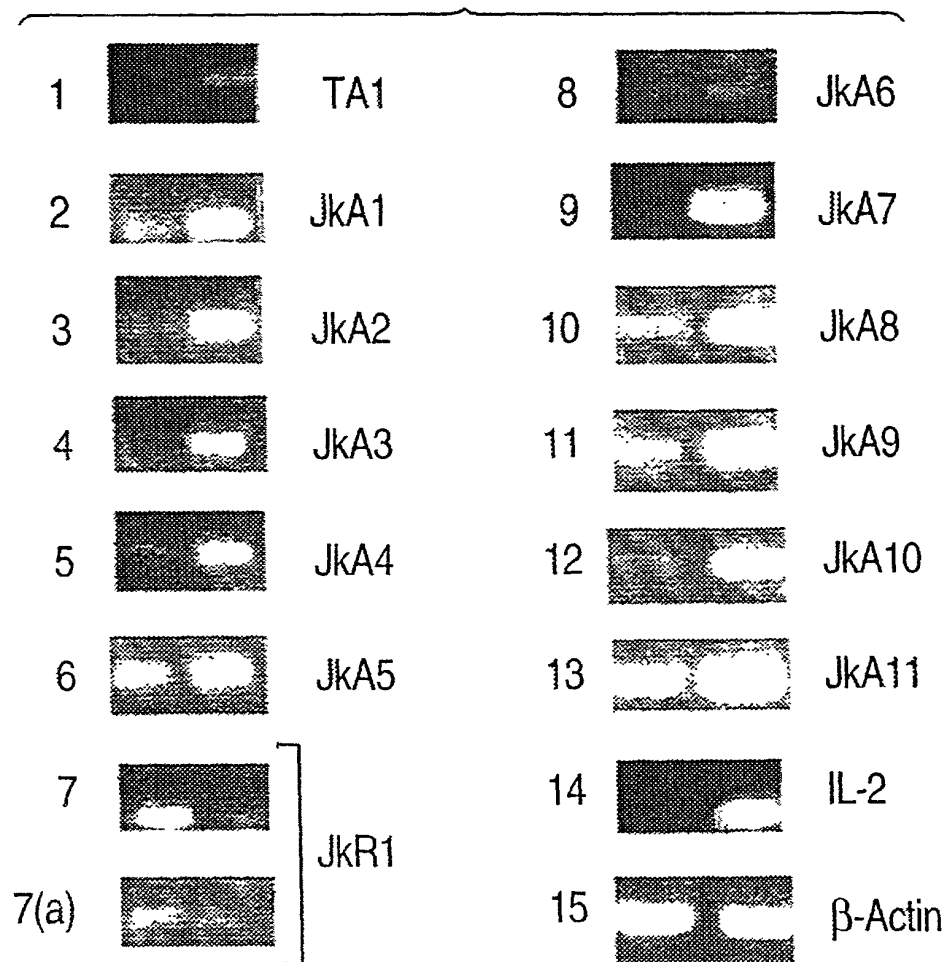 1 TA1
2 JkA1
3 JkA2
4 JkA3
5 JkA4
6 JkA5
7
JkR1
7(a)
8 JkA6
9 JkA7
10 JkA8
11 JkA9
12 JkA10
13 JkA11
14 IL-2
15 β-Actin